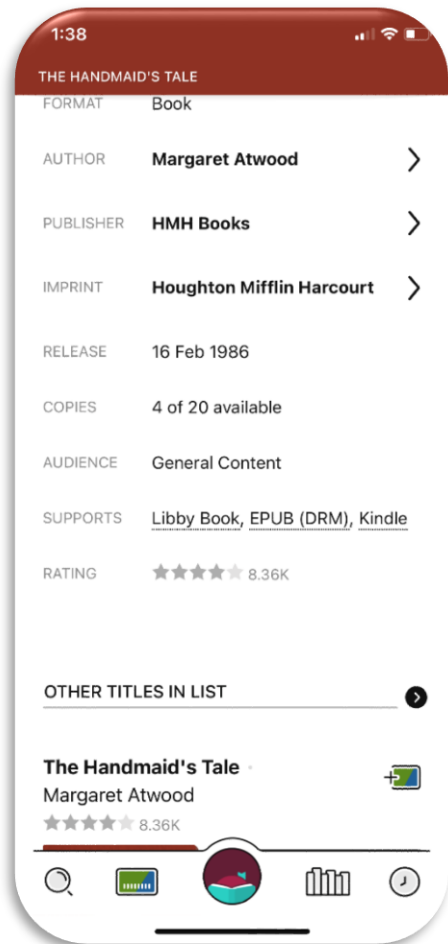 1:38
THE HANDMAID'S TALE
FORMAT Book
AUTHOR Margaret Atwood
PUBLISHER HMH Books
IMPRINT Houghton Mifflin Harcourt
RELEASE 16 Feb 1986
COPIES 4 of 20 available
AUDIENCE General Content
SUPPORTS Libby Book, EPUB (DRM), Kindle
RATING 8.36K
OTHER TITLES IN LIST
The Handmaid's Tale
Margaret Atwood
8.36K